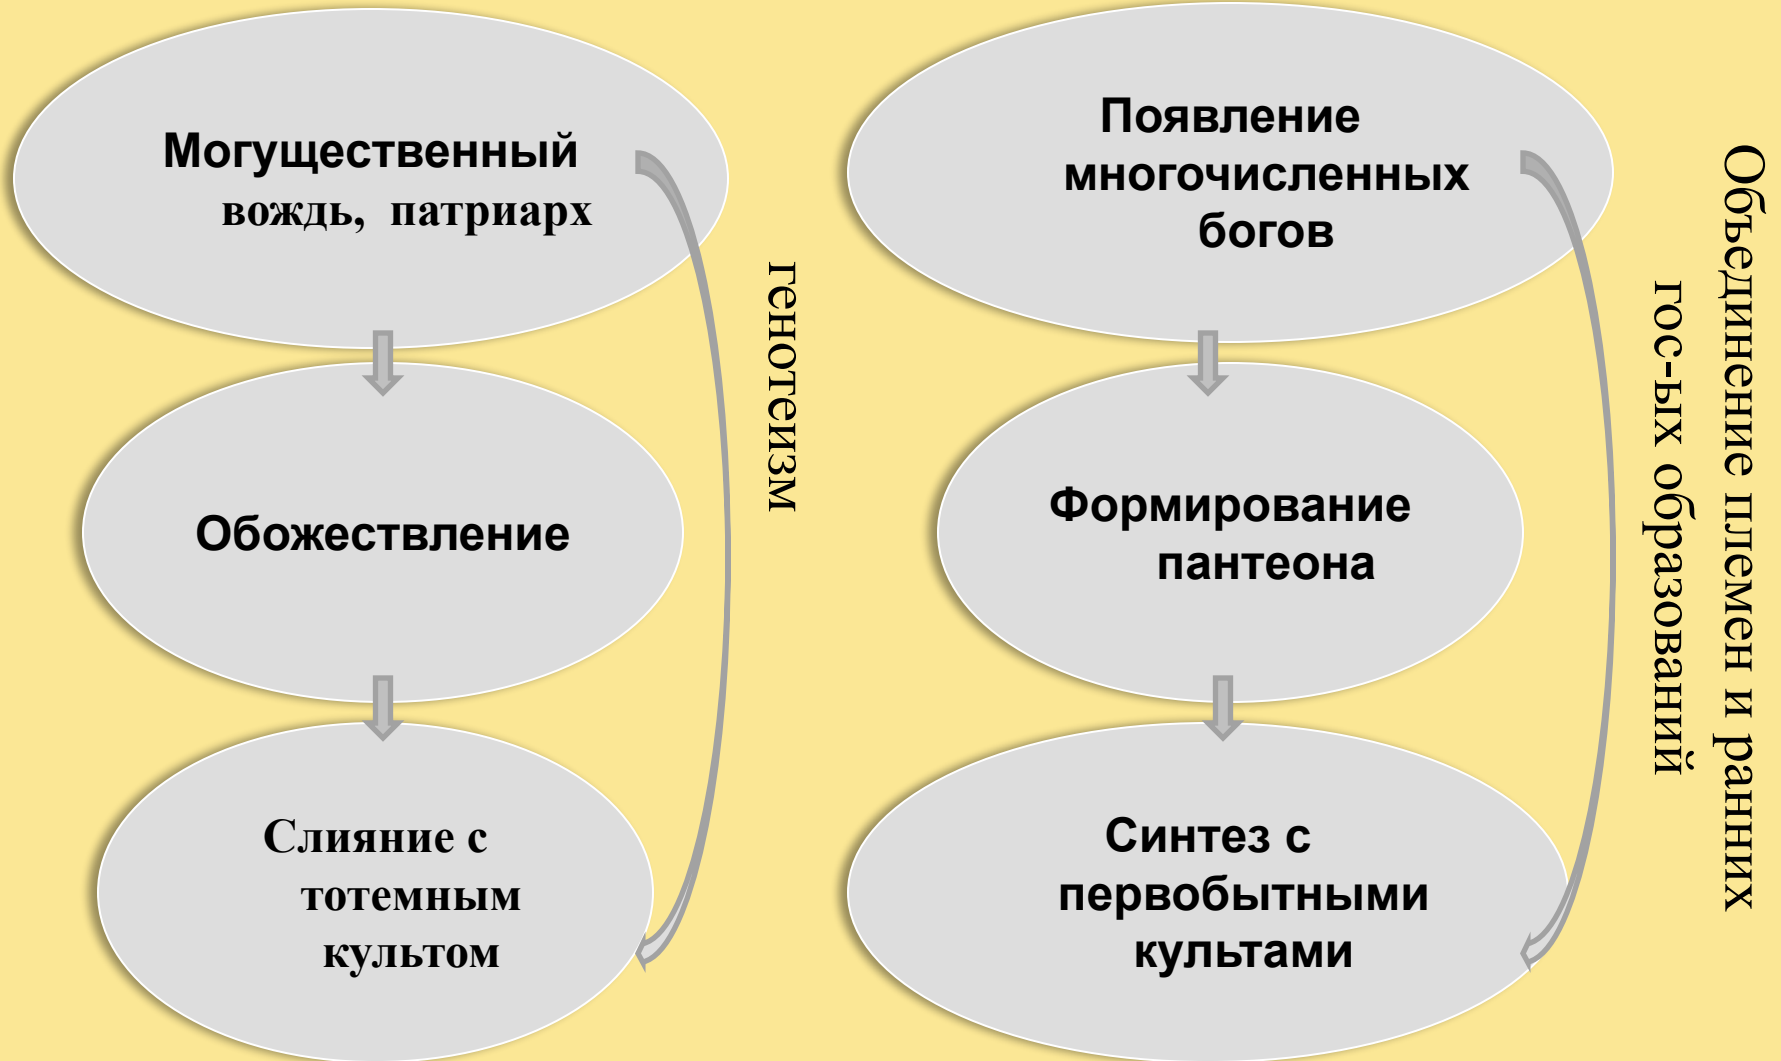 Могущественный
вождь, патриарх
Обожествление
Слияние с
тотемным
культом
генотеизм
Появление
многочисленных
богов
Формирование
пантеона
Синтез с
первобытными
культами
Объединение племен и ранних
гос-ых образований